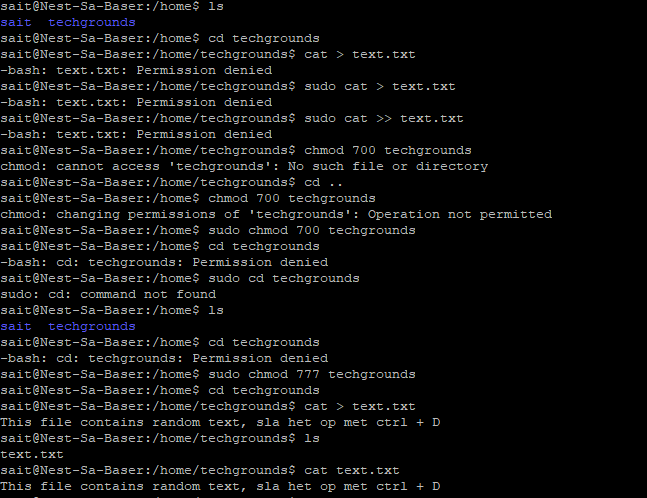 sait@Nest-Sa-Baser:/home$ ls
sait  techgrounds
sait@Nest-Sa-Baser:/home$ cd techgrounds
sait@Nest-Sa-Baser:/home/techgrounds$ cat > text.txt
-bash: text.txt: Permission denied
sait@Nest-Sa-Baser:/home/techgrounds$ sudo cat > text.txt
-bash: text.txt: Permission denied
sait@Nest-Sa-Baser:/home/techgrounds$ sudo cat >> text.txt
-bash: text.txt: Permission denied
sait@Nest-Sa-Baser:/home/techgrounds$ chmod 700 techgrounds
chmod: cannot access 'techgrounds': No such file or directory
sait@Nest-Sa-Baser:/home/techgrounds$ cd ..
sait@Nest-Sa-Baser:/home$ chmod 700 techgrounds
chmod: changing permissions of 'techgrounds': Operation not permitted
sait@Nest-Sa-Baser:/home$ sudo chmod 700 techgrounds
sait@Nest-Sa-Baser:/home$ cd techgrounds
-bash: cd: techgrounds: Permission denied
sait@Nest-Sa-Baser:/home$ sudo cd techgrounds
sudo: cd: command not found
sait@Nest-Sa-Baser:/home$ ls
sait  techgrounds
sait@Nest-Sa-Baser:/home$ cd techgrounds
-bash: cd: techgrounds: Permission denied
sait@Nest-Sa-Baser:/home$ sudo chmod 777 techgrounds
sait@Nest-Sa-Baser:/home$ cd techgrounds
sait@Nest-Sa-Baser:/home/techgrounds$ cat > text.txt
This file contains random text, sla het op met ctrl + D
sait@Nest-Sa-Baser:/home/techgrounds$ ls
text.txt
sait@Nest-Sa-Baser:/home/techgrounds$ cat text.txt
This file contains random text, sla het op met ctrl + D